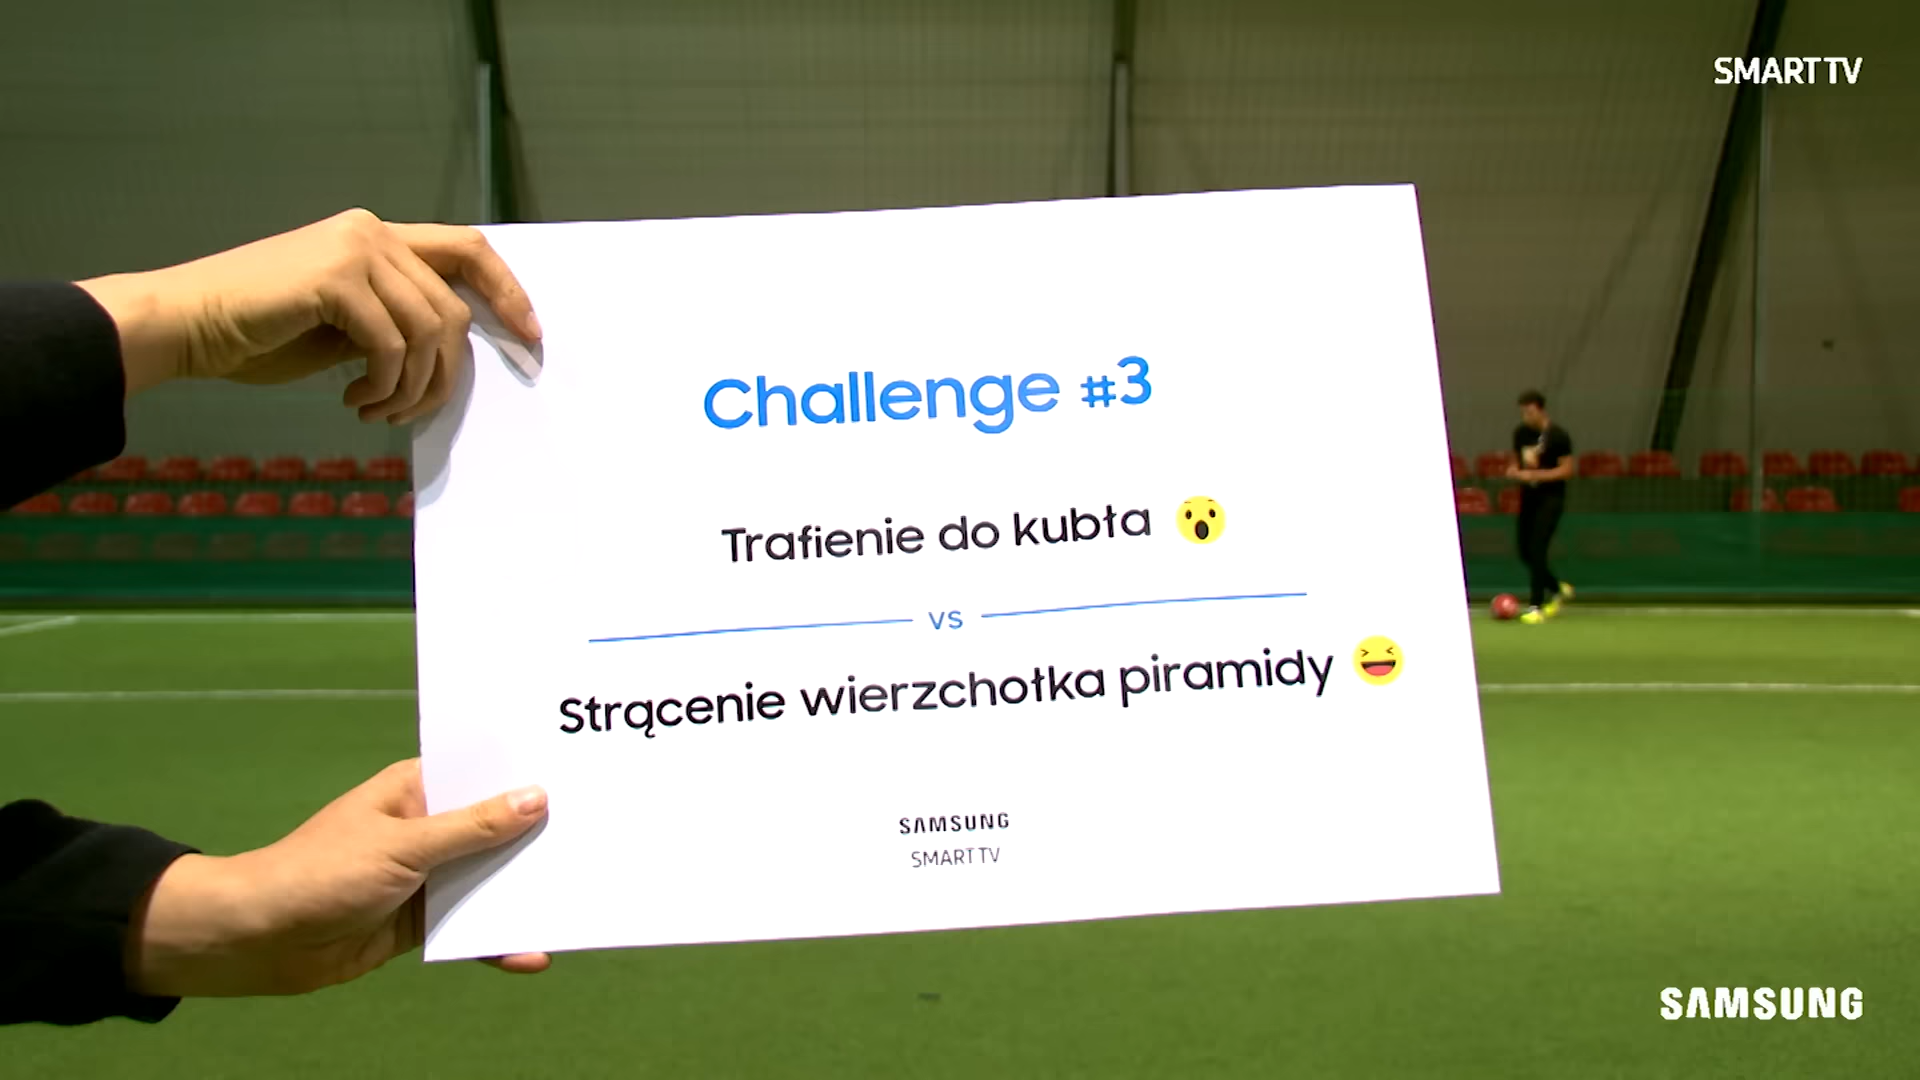 SMART TV
Challenge #3
Trafienie do kubła 😮
vs
Strącenie wierzchołka piramidy 😆
SAMSUNG
SMART TV
SAMSUNG